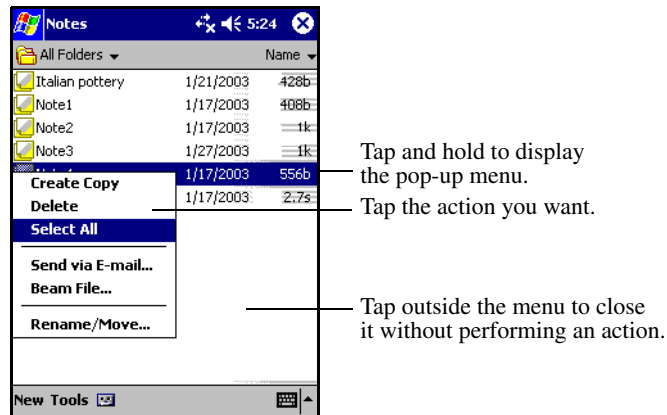 Notes 5:24
All Folders Name
Italian pottery 1/21/2003 428b
Note1 1/17/2003 408b
Note2 1/17/2003 1k
Note3 1/27/2003 1k
1/17/2003 556b
1/17/2003 2.7s
Create Copy
Delete
Select All
Send via E-mail...
Beam File...
Rename/Move...
New Tools
Tap and hold to display
the pop-up menu.
Tap the action you want.
Tap outside the menu to close
it without performing an action.